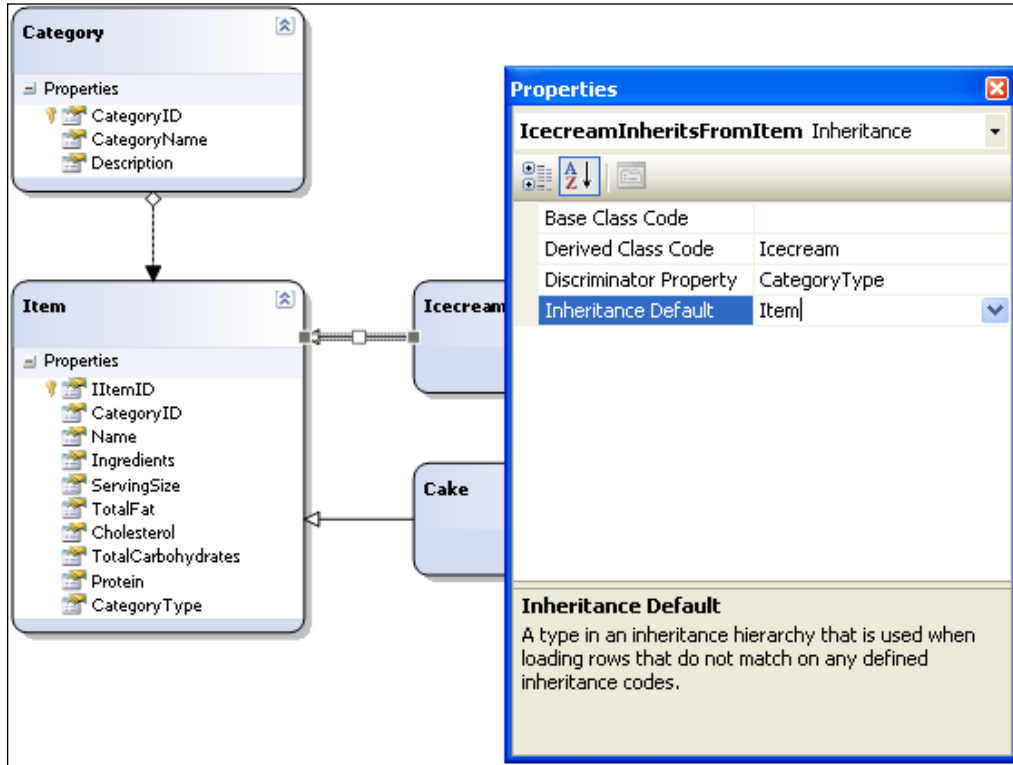 Category
Properties
CategoryID
CategoryName
Description
Item
Properties
IItemID
CategoryID
Name
Ingredients
ServingSize
TotalFat
Cholesterol
TotalCarbohydrates
Protein
CategoryType
Icecream
Cake
Properties
IcecreamInheritsFromItem Inheritance
A
Z
Base Class Code
Derived Class Code Icecream
Discriminator Property CategoryType
Inheritance Default Item
Inheritance Default
A type in an inheritance hierarchy that is used when
loading rows that do not match on any defined
inheritance codes.